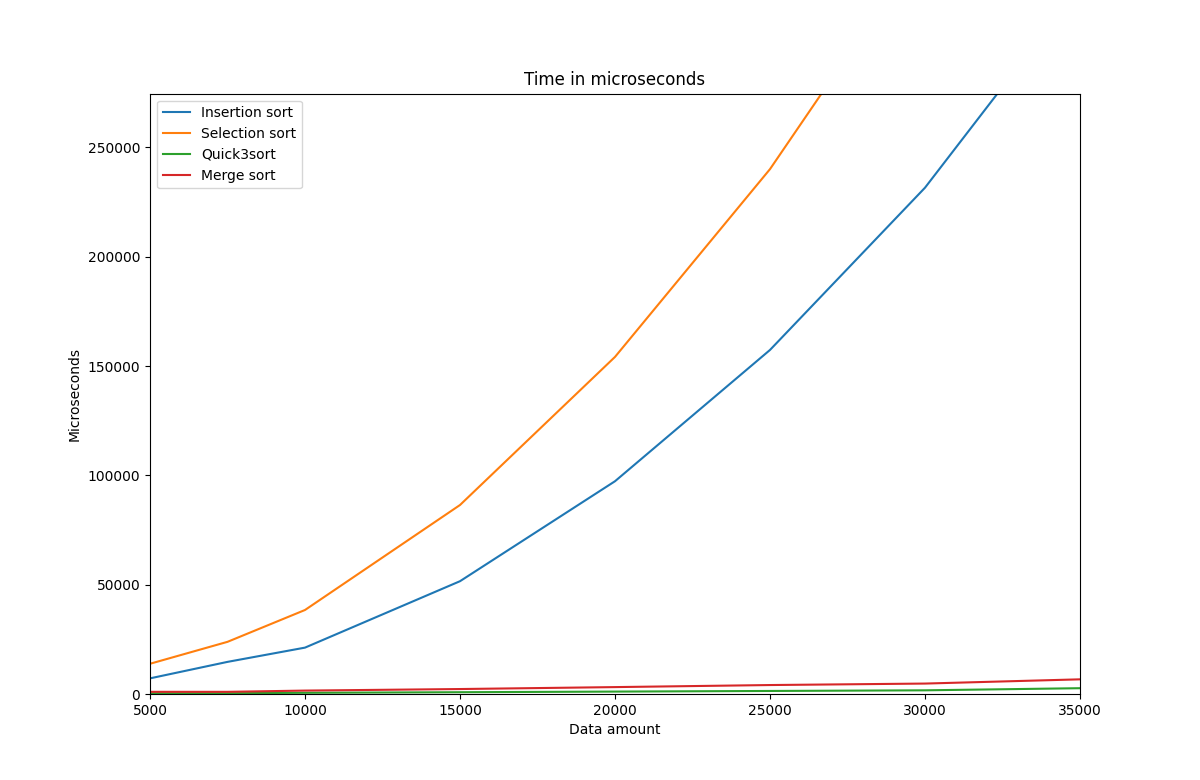 Time in microseconds
Insertion sort
Selection sort
Quick3sort
Merge sort
250000
200000
150000
100000
50000
0
Microseconds
5000 10000 15000 20000 25000 30000 35000
Data amount